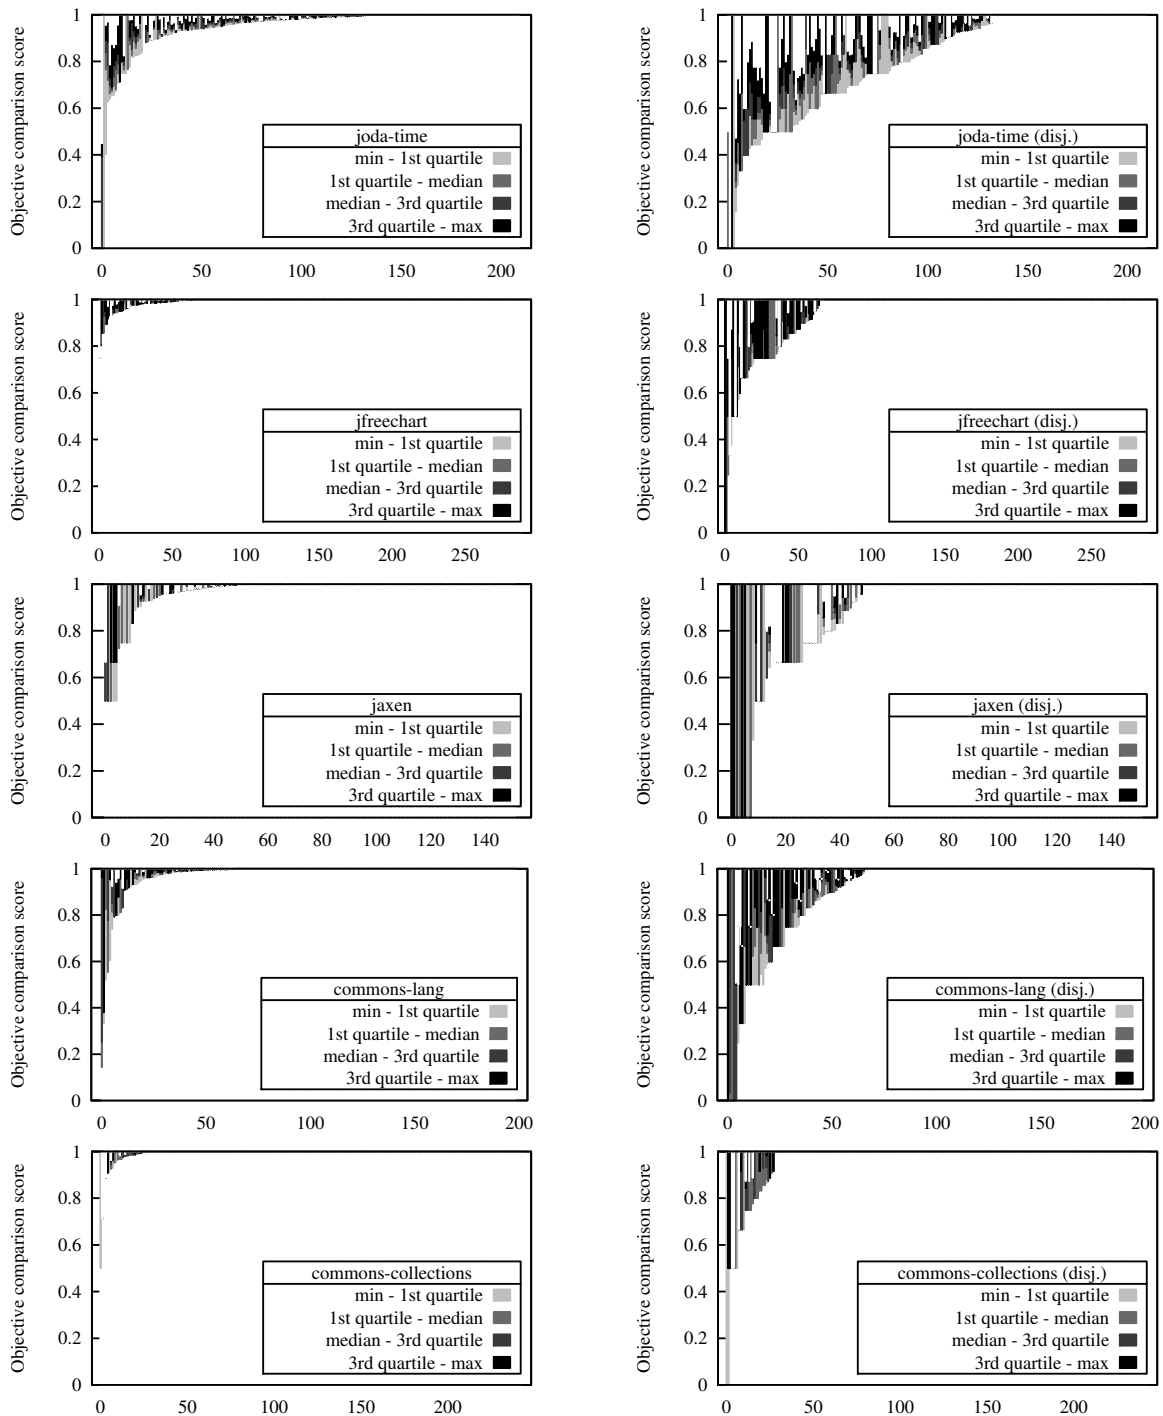 Objective comparison score
1
0.8
0.6
0.4
0.2
0
joda-time
min - 1st quartile
1st quartile - median
median - 3rd quartile
3rd quartile - max
0 50 100 150 200
Objective comparison score
1
0.8
0.6
0.4
0.2
0
joda-time (disj.)
min - 1st quartile
1st quartile - median
median - 3rd quartile
3rd quartile - max
0 50 100 150 200
Objective comparison score
1
0.8
0.6
0.4
0.2
0
jfreechart
min - 1st quartile
1st quartile - median
median - 3rd quartile
3rd quartile - max
0 50 100 150 200 250
Objective comparison score
1
0.8
0.6
0.4
0.2
0
jfreechart (disj.)
min - 1st quartile
1st quartile - median
median - 3rd quartile
3rd quartile - max
0 50 100 150 200 250
Objective comparison score
1
0.8
0.6
0.4
0.2
0
jaxen
min - 1st quartile
1st quartile - median
median - 3rd quartile
3rd quartile - max
0 20 40 60 80 100 120 140
Objective comparison score
1
0.8
0.6
0.4
0.2
0
jaxen (disj.)
min - 1st quartile
1st quartile - median
median - 3rd quartile
3rd quartile - max
0 20 40 60 80 100 120 140
Objective comparison score
1
0.8
0.6
0.4
0.2
0
commons-lang
min - 1st quartile
1st quartile - median
median - 3rd quartile
3rd quartile - max
0 50 100 150 200
Objective comparison score
1
0.8
0.6
0.4
0.2
0
commons-lang (disj.)
min - 1st quartile
1st quartile - median
median - 3rd quartile
3rd quartile - max
0 50 100 150 200
Objective comparison score
1
0.8
0.6
0.4
0.2
0
commons-collections
min - 1st quartile
1st quartile - median
median - 3rd quartile
3rd quartile - max
0 50 100 150 200
Objective comparison score
1
0.8
0.6
0.4
0.2
0
commons-collections (disj.)
min - 1st quartile
1st quartile - median
median - 3rd quartile
3rd quartile - max
0 50 100 150 200